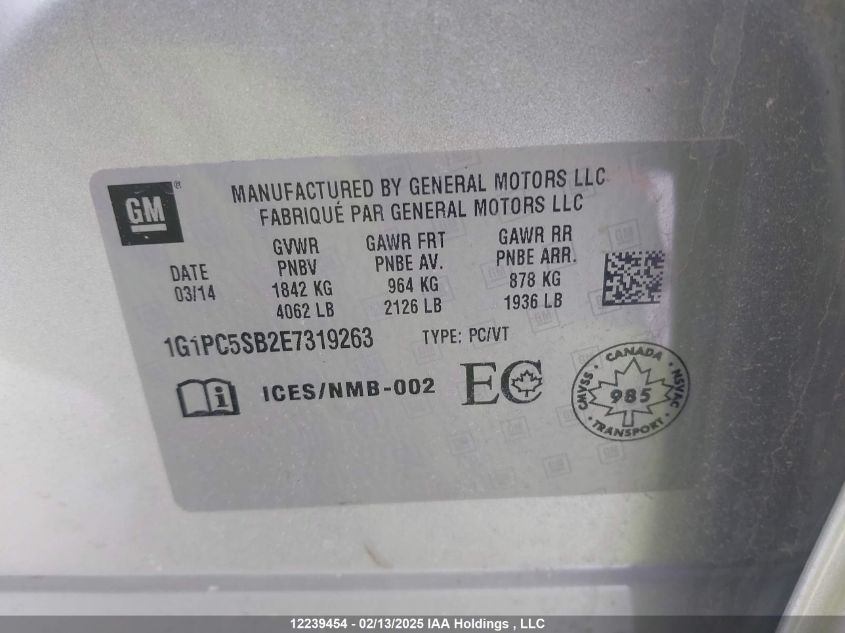 GM ®
MANUFACTURED BY GENERAL MOTORS LLC
FABRIQUÉ PAR GENERAL MOTORS LLC
DATE
03/14
GVWR
PNBV
1842 KG
4062 LB
GAWR FRT
PNBE AV.
964 KG
2126 LB
GAWR RR
PNBE ARR.
878 KG
1936 LB
1G1PC5SB2E7319263 TYPE: PC/VT
i ICES/NMB-002 EC
CANADA
CMVSS 985 NSVAC
TRANSPORT
12239454 - 02/13/2025 IAA Holdings , LLC